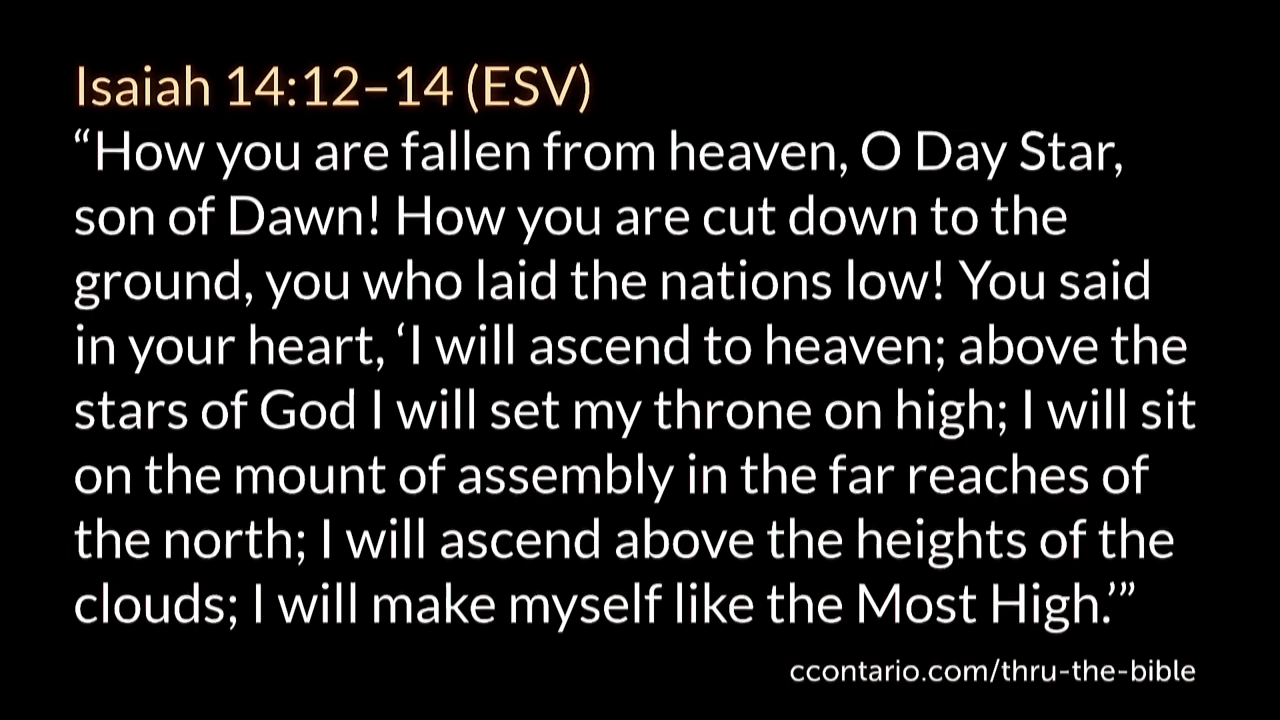 Isaiah 14:12–14 (ESV)
“How you are fallen from heaven, O Day Star,
son of Dawn! How you are cut down to the
ground, you who laid the nations low! You said
in your heart, ‘I will ascend to heaven; above the
stars of God I will set my throne on high; I will sit
on the mount of assembly in the far reaches of
the north; I will ascend above the heights of the
clouds; I will make myself like the Most High.’”
ccontario.com/thru-the-bible